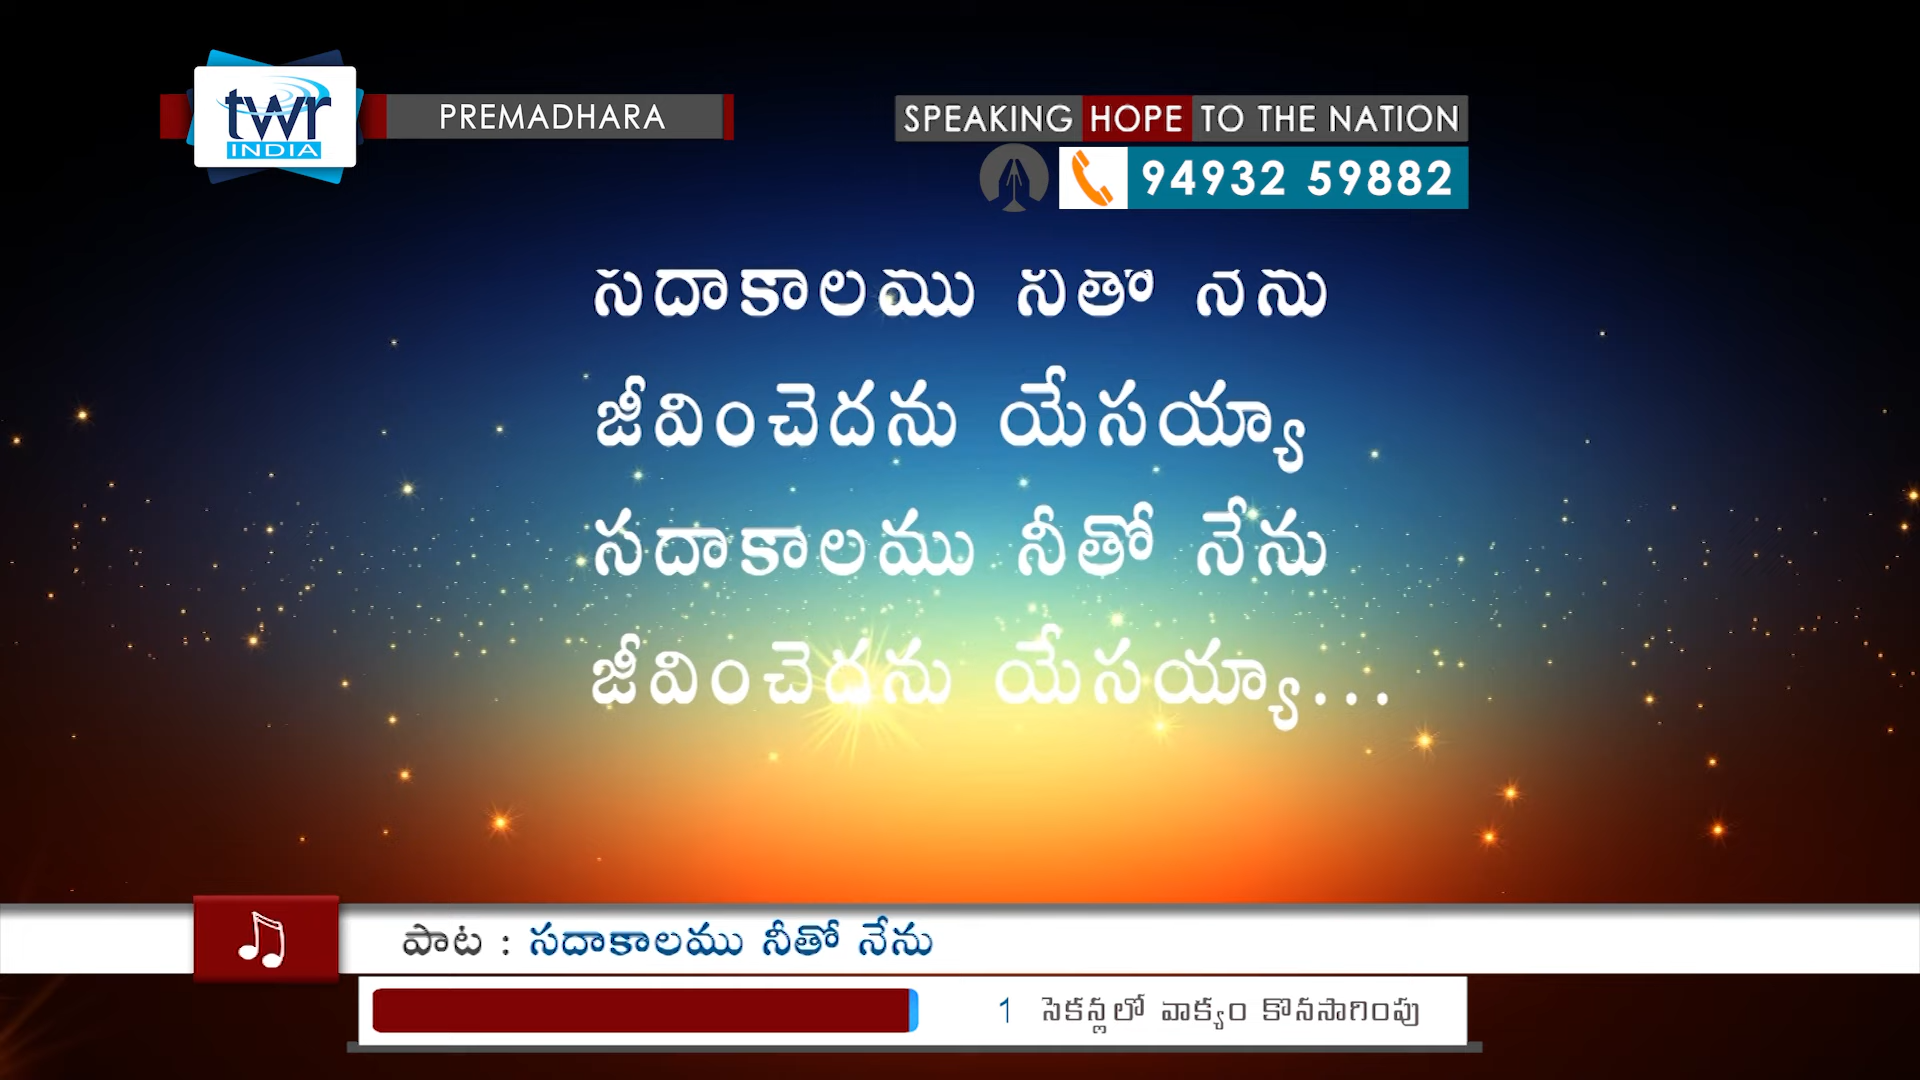 twr
INDIA
PREMADHARA
SPEAKING HOPE TO THE NATION
94932 59882
సదాకాలము నీతో నేను
జీవించెదను యేసయ్యా
సదాకాలము నీతో నేను
జీవించెదను యేసయ్యా...
పాట : సదాకాలము నీతో నేను
1 సెకన్లలో వాక్యం కొనసాగింపు